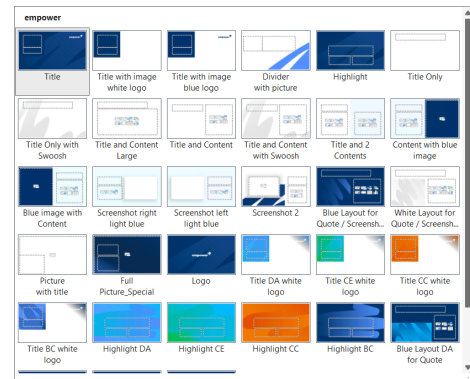 empower
Title
Title with image
white logo
Title with image
blue logo
Divider
with picture
Highlight
Title Only
Title Only with
Swoosh
Title and Content
Large
Title and Content
Title and Content
with Swoosh
Title and 2
Contents
Content with blue
image
Blue image with
Content
Screenshot right
light blue
Screenshot left
light blue
Screenshot 2
Blue Layout for
Quote / Screensh...
White Layout for
Quote / Screensh...
Picture
with title
Full
Picture_Special
Logo
Title DA white
logo
Title CE white
logo
Title CC white
logo
Title BC white
logo
Highlight DA
Highlight CE
Highlight CC
Highlight BC
Blue Layout DA
for Quote